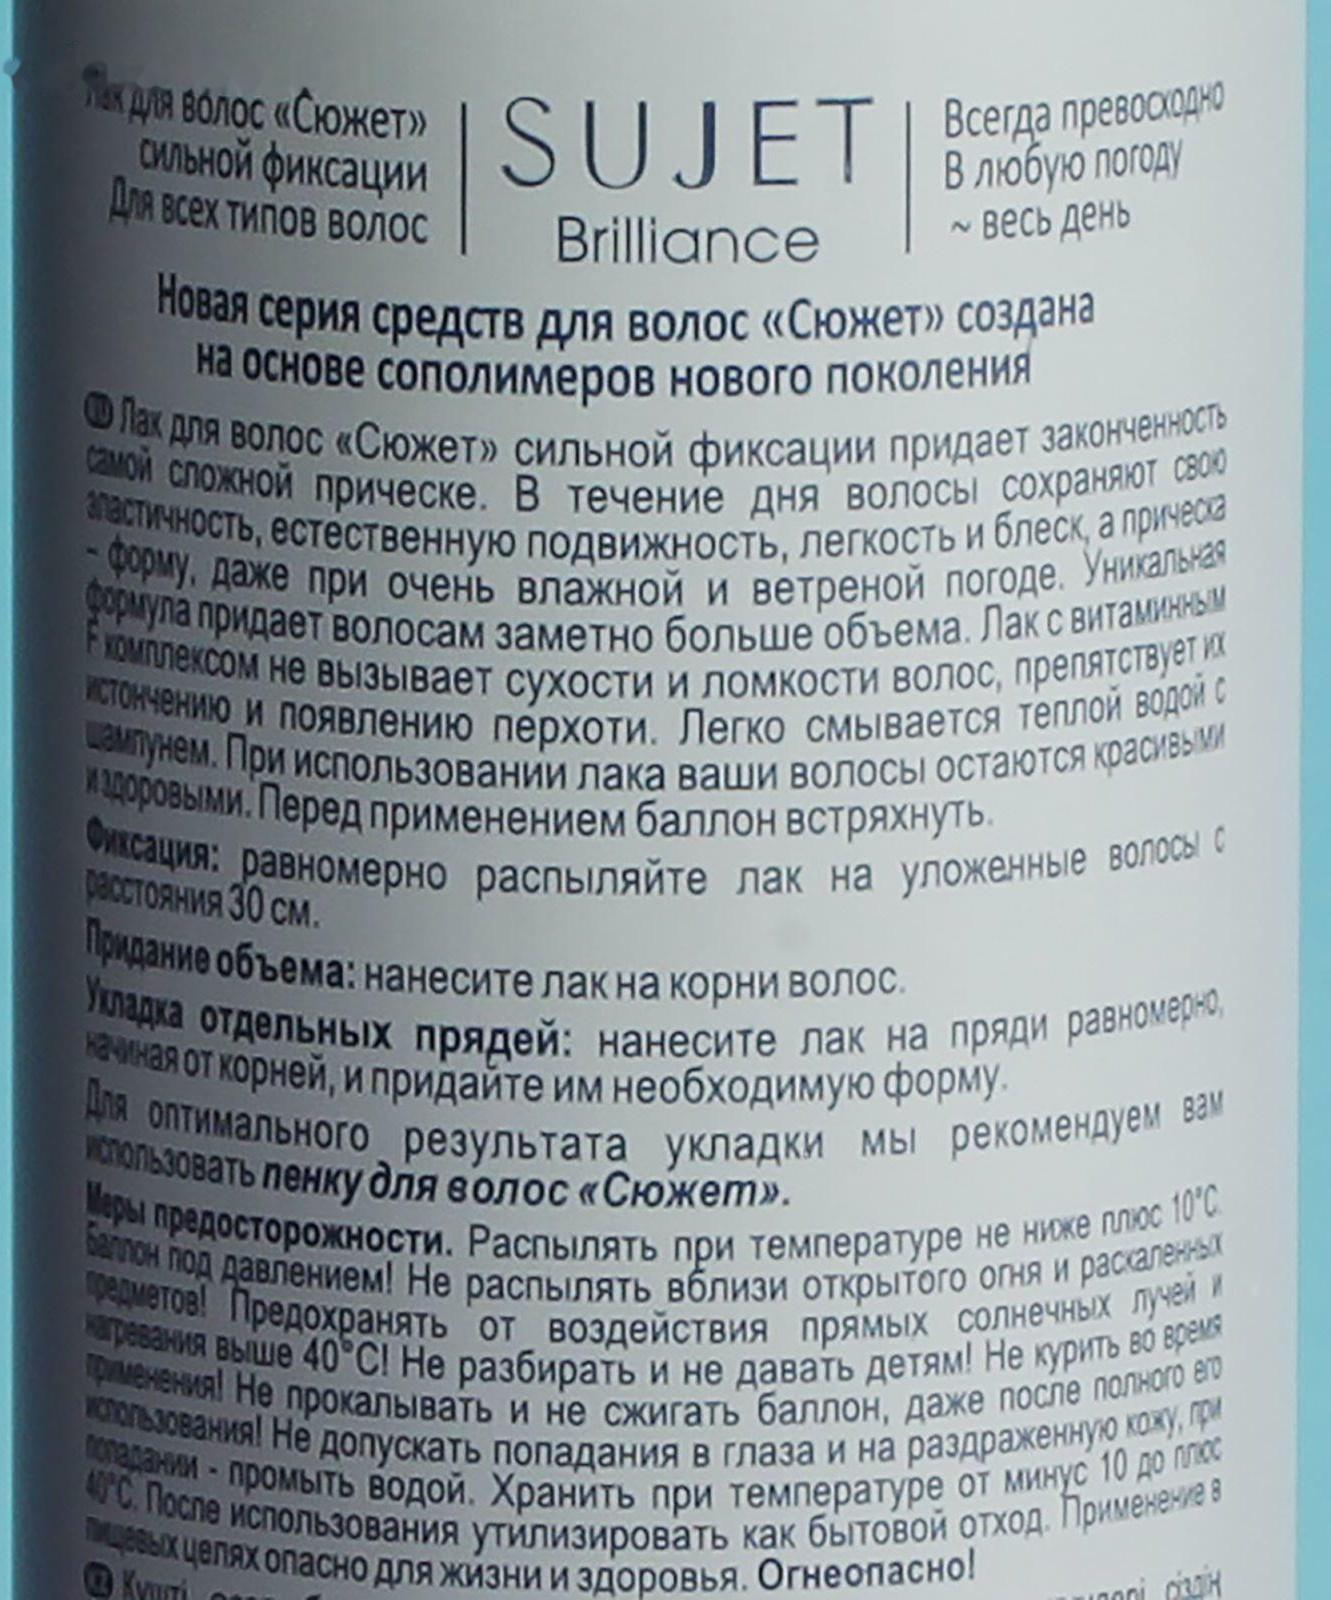 Лак для волос «Сюжет»
сильной фиксации
Для всех типов волос
SUJET
Brilliance
Всегда превосходно
В любую погоду
~ весь день
Новая серия средств для волос «Сюжет» создана
на основе сополимеров нового поколения
Лак для волос «Сюжет» сильной фиксации придает законченность
самой сложной прическе. В течение дня волосы сохраняют свою
эластичность, естественную подвижность, легкость и блеск, а прическа
- форму, даже при очень влажной и ветреной погоде. Уникальная
формула придает волосам заметно больше объема. Лак с витаминным
F комплексом не вызывает сухости и ломкости волос, препятствует их
истончению и появлению перхоти. Легко смывается теплой водой с
шампунем. При использовании лака ваши волосы остаются красивыми
и здоровыми. Перед применением баллон встряхнуть.
Фиксация: равномерно распыляйте лак на уложенные волосы с
расстояния 30 см.
Придание объема: нанесите лак на корни волос.
Укладка отдельных прядей: нанесите лак на пряди равномерно,
начиная от корней, и придайте им необходимую форму.
Для оптимального результата укладки мы рекомендуем вам
использовать пенку для волос «Сюжет».
Меры предосторожности. Распылять при температуре не ниже плюс 10°С.
Баллон под давлением! Не распылять вблизи открытого огня и раскаленных
предметов! Предохранять от воздействия прямых солнечных лучей и
нагревания выше 40°С! Не разбирать и не давать детям! Не курить во время
применения! Не прокалывать и не сжигать баллон, даже после полного его
использования! Не допускать попадания в глаза и на раздраженную кожу, при
попадании - промыть водой. Хранить при температуре от минус 10 до плюс
40°С. После использования утилизировать как бытовой отход. Применение в
пищевых целях опасно для жизни и здоровья. Огнеопасно!
Күшті сіздің